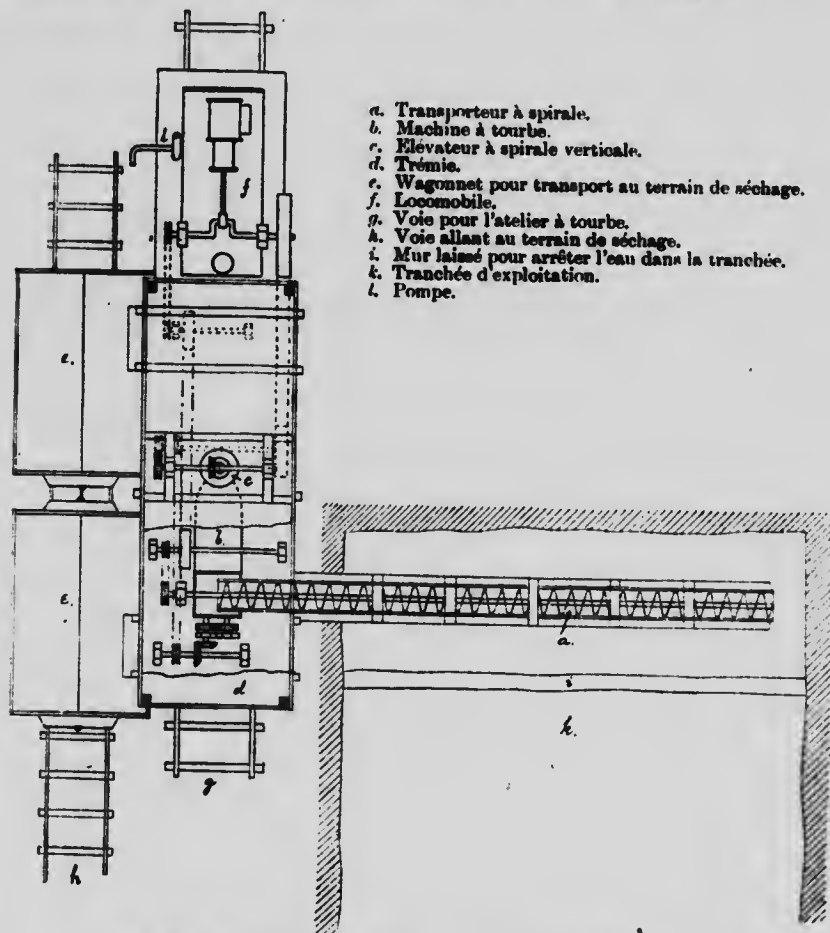 a. Transporteur à spirale.
b. Machine à tourbe.
c. Elévateur à spirale verticale.
d. Trémie.
e. Wagonnet pour transport au terrain de séchage.
f. Locomobile.
g. Voie pour l'atelier à tourbe.
h. Voie allant au terrain de séchage.
i. Mur laissé pour arrêter l'eau dans la tranchée.
k. Tranchée d'exploitation.
l. Pompe.
l
f
e.
c
b.
e.
a.
d
i
k.
g
h